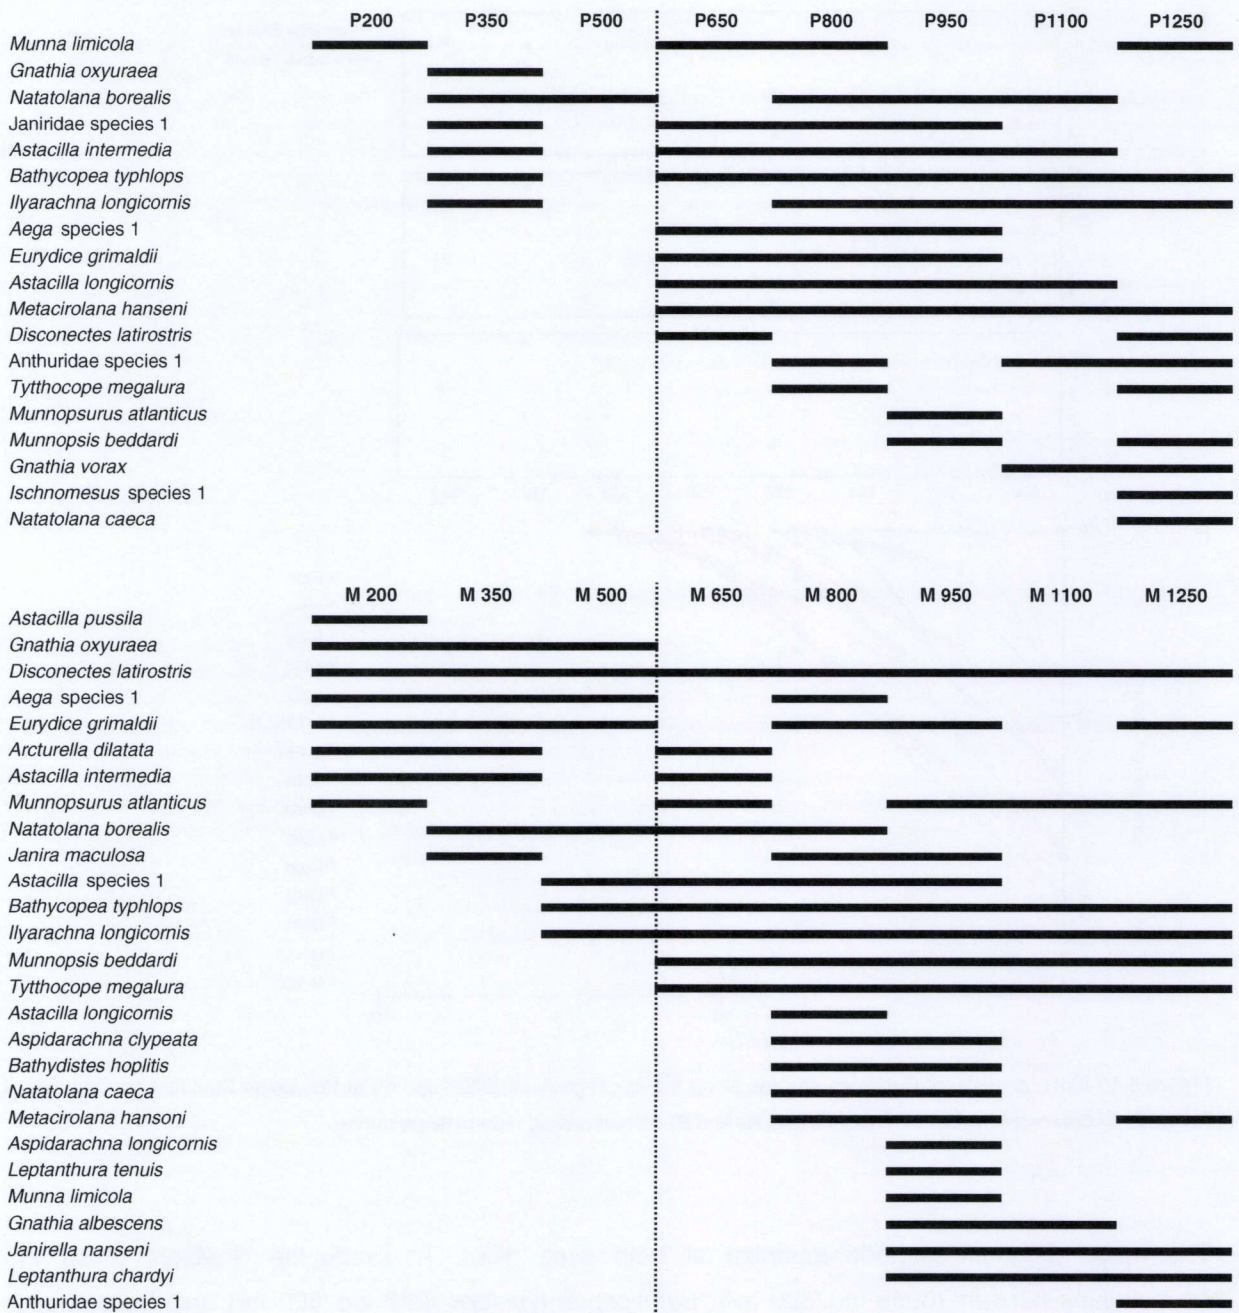 P200 P350 P500 P650 P800 P950 P1100 P1250
Munna limicola
Gnathia oxyuraea
Natatolana borealis
Janiridae species 1
Astacilla intermedia
Bathycopea typhlops
Ilyarachna longicornis
Aega species 1
Eurydice grimaldii
Astacilla longicornis
Metacirolana hanseni
Disconectes latirostris
Anthuridae species 1
Tytthocope megalura
Munnopsurus atlanticus
Munnopsis beddardi
Gnathia vorax
Ischnomesus species 1
Natatolana caeca
M 200 M 350 M 500 M 650 M 800 M 950 M 1100 M 1250
Astacilla pussila
Gnathia oxyuraea
Disconectes latirostris
Aega species 1
Eurydice grimaldii
Arcturella dilatata
Astacilla intermedia
Munnopsurus atlanticus
Natatolana borealis
Janira maculosa
Astacilla species 1
Bathycopea typhlops
Ilyarachna longicornis
Munnopsis beddardi
Tytthocope megalura
Astacilla longicornis
Aspidarachna clypeata
Bathydistes hoplitis
Natatolana caeca
Metacirolana hansoni
Aspidarachna longicornis
Leptanthura tenuis
Munna limicola
Gnathia albescens
Janirella nanseni
Leptanthura chardyi
Anthuridae species 1